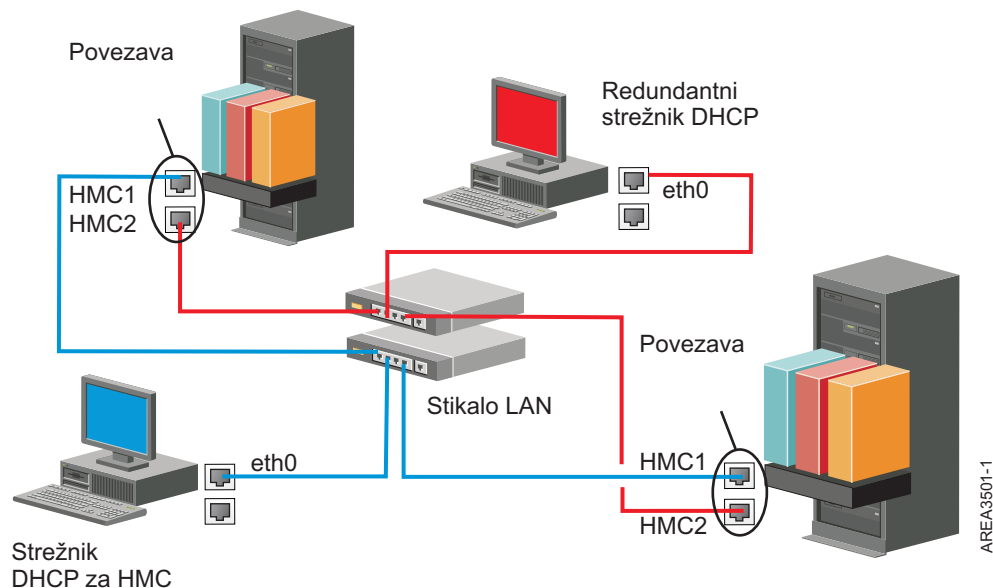 Povezava
Redundantni
strežnik DHCP
HMC1
HMC2
eth0
Povezava
Stikalo LAN
eth0
HMC1
HMC2
Strežnik
DHCP za HMC
AREA3501-1